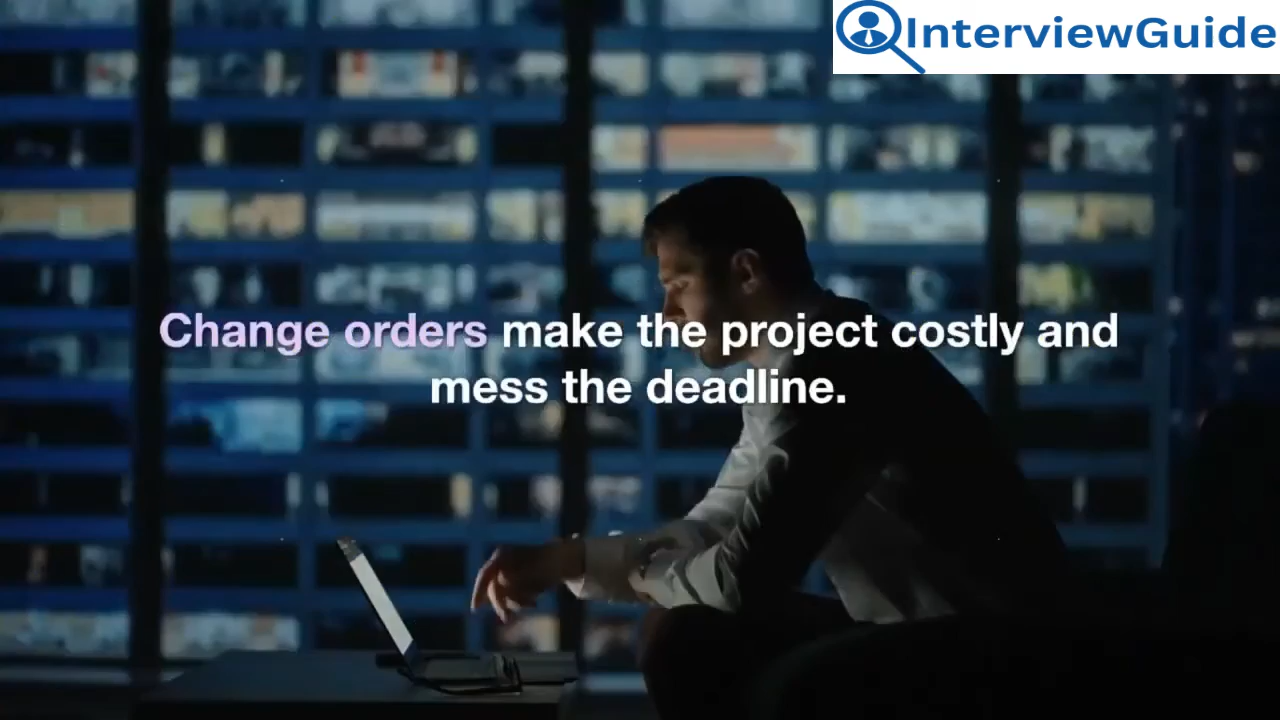 InterviewGuide
Change orders make the project costly and
mess the deadline.